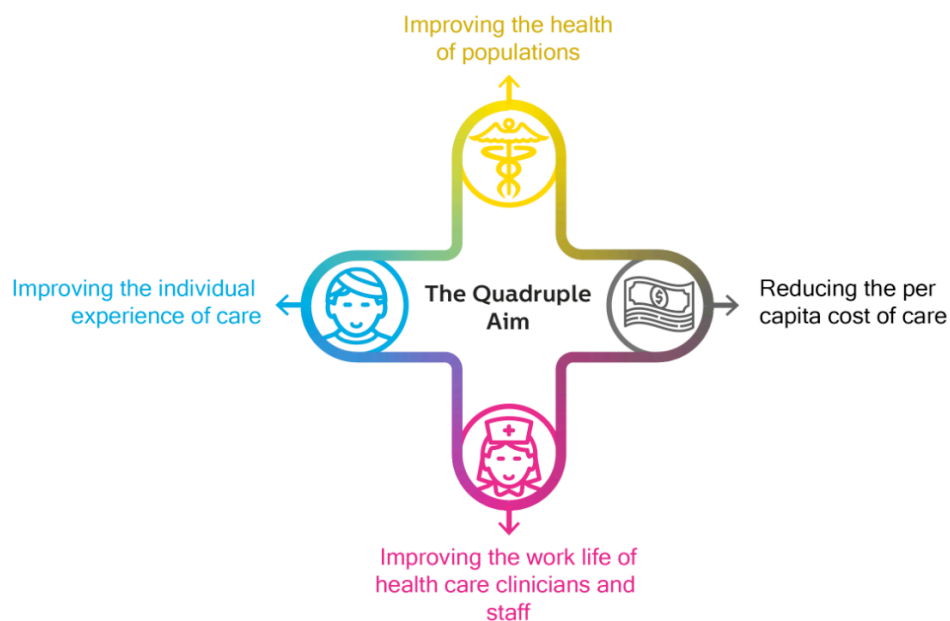 Improving the health
of populations
Improving the individual
experience of care
The Quadruple
Aim
$
Reducing the per
capita cost of care
Improving the work life of
health care clinicians and
staff